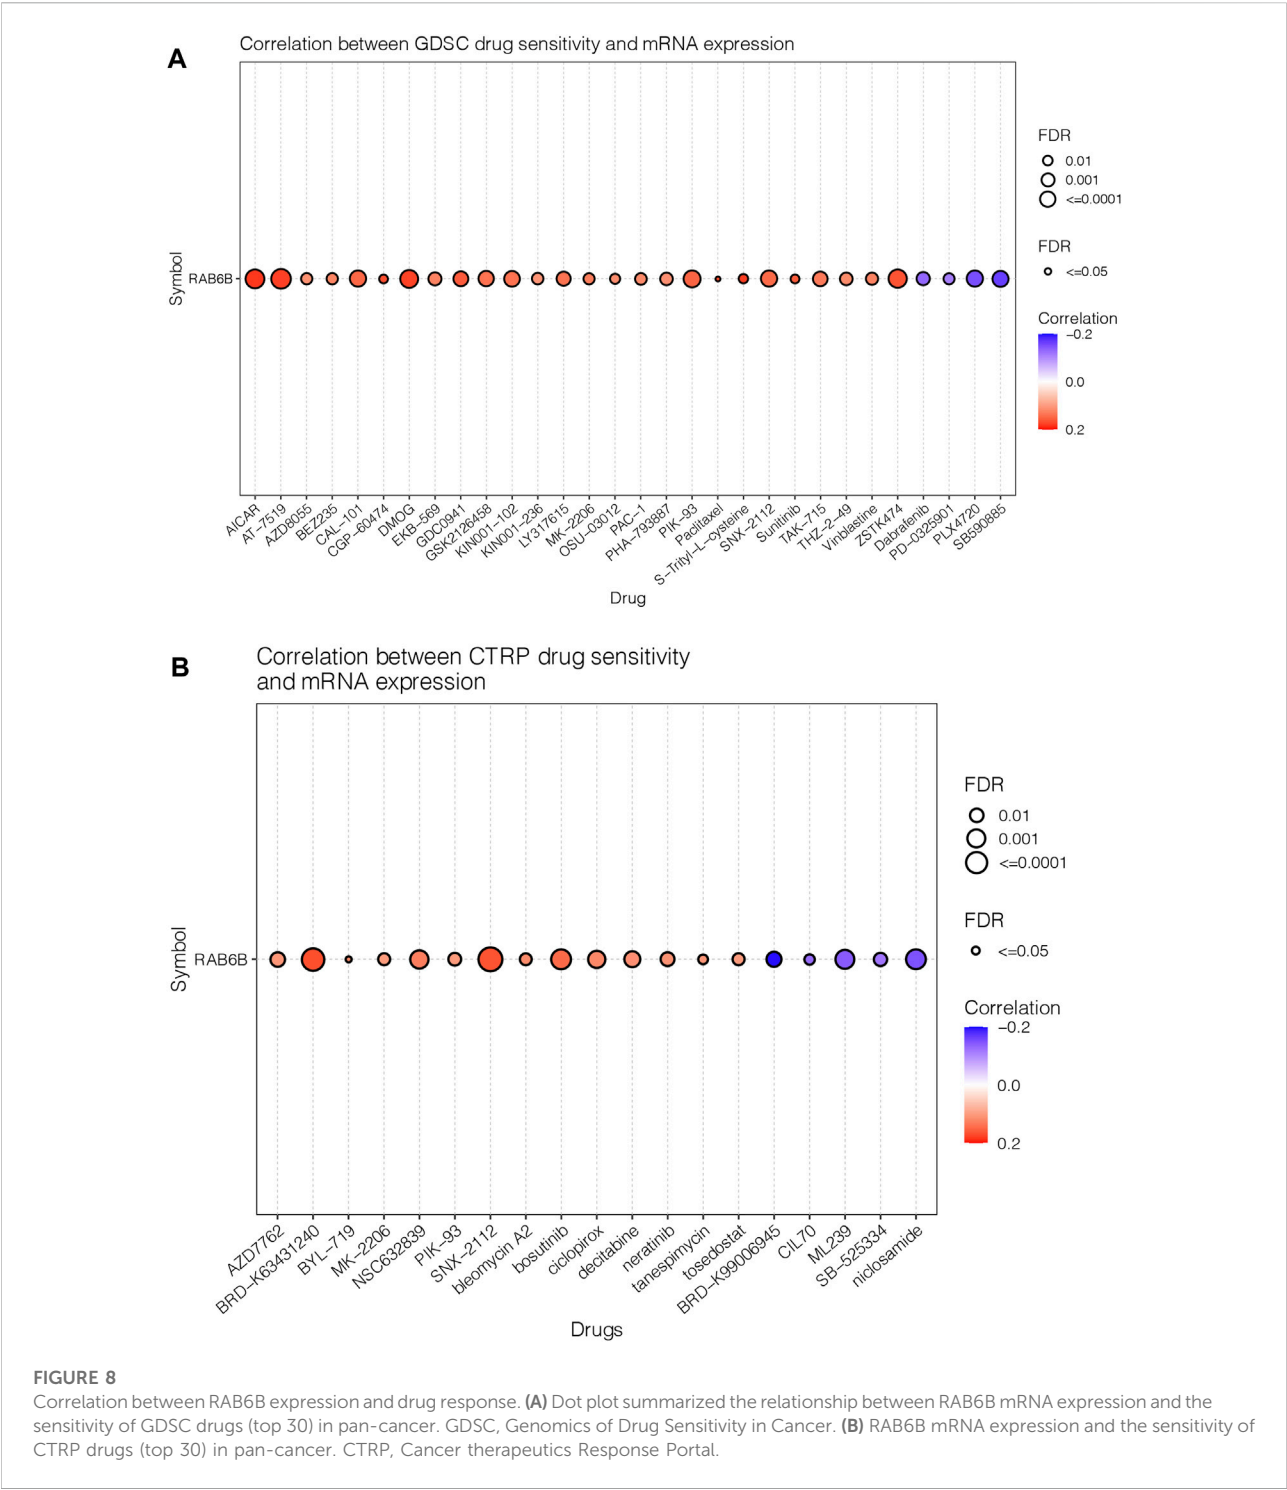 A
Correlation between GDSC drug sensitivity and mRNA expression
FDR
0.01
0.001
<=0.0001
FDR
<=0.05
Correlation
−0.2
0.0
0.2
Symbol
RAB6B
AICAR
AT−7519
AZD8055
BEZ235
CAL−101
CGP−60474
DMOG
EKB−569
GDC0941
GSK2126458
KIN001−102
KIN001−236
LY317615
MK−2206
OSU−03012
PAC−1
PHA−793887
PIK−93
Paclitaxel
S−Trityl−L−cysteine
SNX−2112
Sunitinib
TAK−715
THZ−2−49
Vinblastine
ZSTK474
Dabrafenib
PD−0325901
PLX4720
SB590885
Drug
B
Correlation between CTRP drug sensitivity
and mRNA expression
FDR
0.01
0.001
<=0.0001
FDR
<=0.05
Correlation
−0.2
0.0
0.2
Symbol
RAB6B
AZD7762
BRD−K63431240
BYL−719
MK−2206
NSC632839
PIK−93
SNX−2112
bleomycin A2
bosutinib
ciclopirox
decitabine
neratinib
tanespimycin
tosedostat
BRD−K99006945
CIL70
ML239
SB−525334
niclosamide
Drugs
FIGURE 8
Correlation between RAB6B expression and drug response. (A) Dot plot summarized the relationship between RAB6B mRNA expression and the
sensitivity of GDSC drugs (top 30) in pan-cancer. GDSC, Genomics of Drug Sensitivity in Cancer. (B) RAB6B mRNA expression and the sensitivity of
CTRP drugs (top 30) in pan-cancer. CTRP, Cancer therapeutics Response Portal.